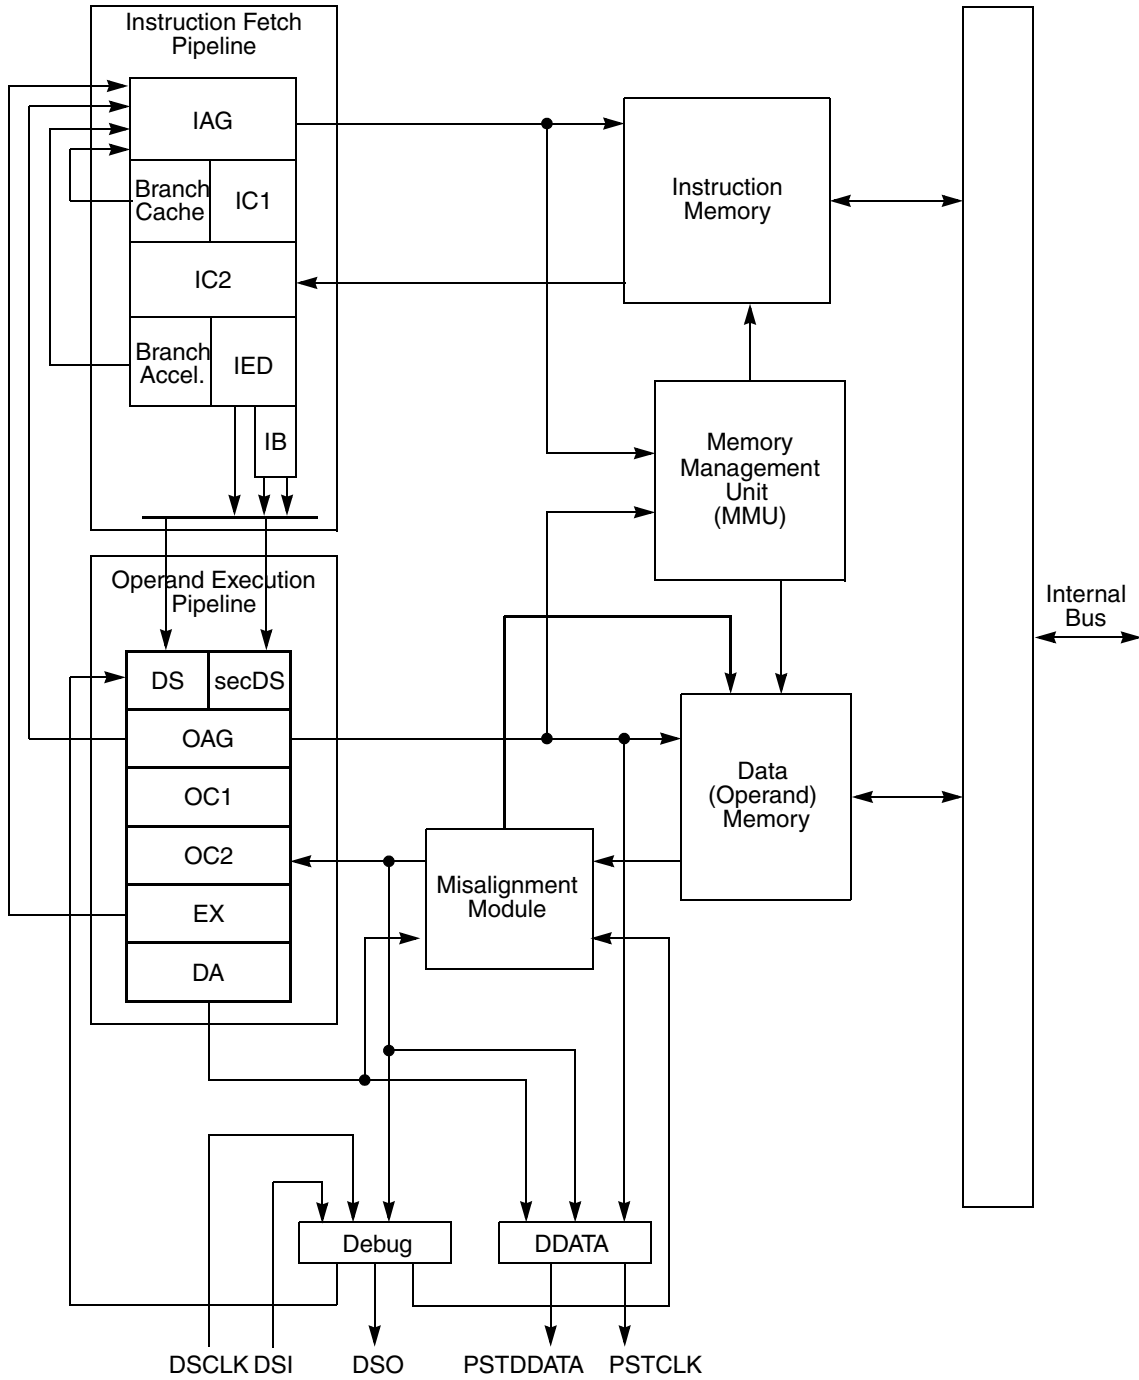 Instruction Fetch
Pipeline
IAG
Branch
Cache
IC1
IC2
Branch
Accel.
IED
IB
Instruction
Memory
Memory
Management
Unit
(MMU)
Internal
Bus
Operand Execution
Pipeline
DS
secDS
OAG
OC1
OC2
EX
DA
Data
(Operand)
Memory
Misalignment
Module
Debug
DDATA
DSCLK
DSI
DSO
PSTDDATA
PSTCLK